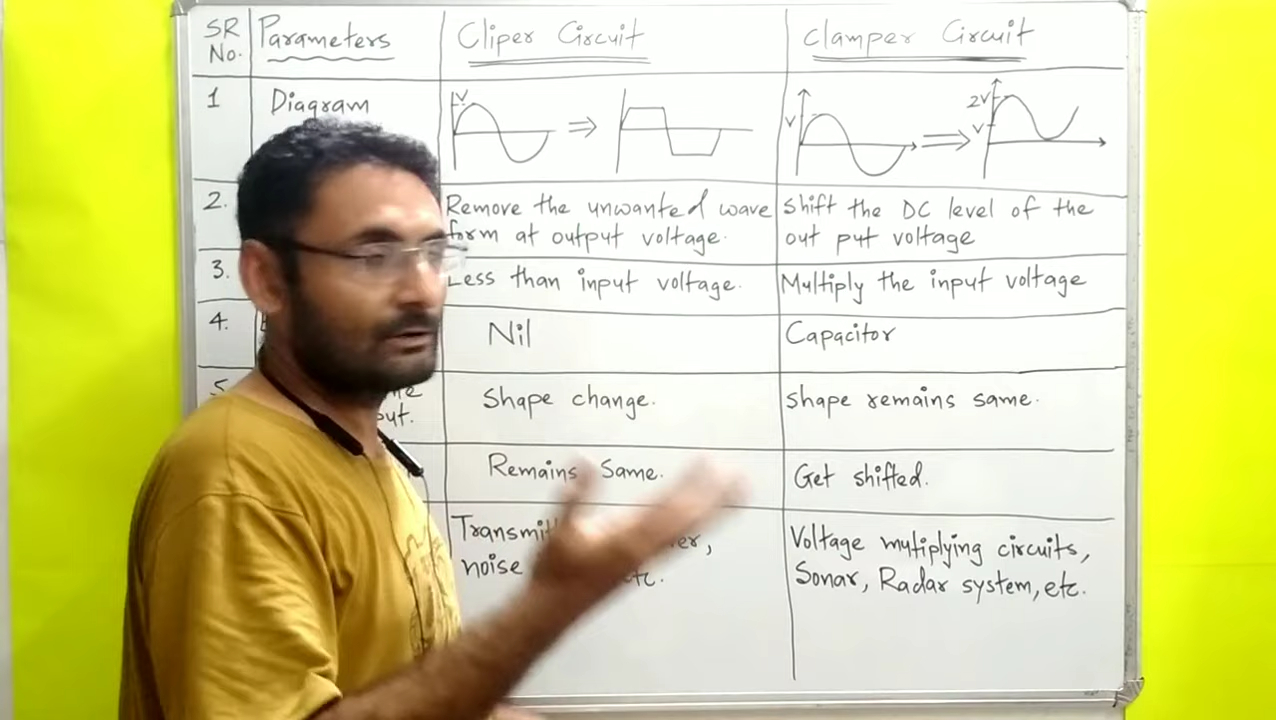 SR No. Parameters Cliper Circuit Clamper Circuit
1 Diagram
V V 2V V
2. Remove the unwanted wave form at output voltage. Shift the DC level of the out put voltage
3. Less than input voltage. Multiply the input voltage
4. Nil Capacitor
5. put. Shape change. Shape remains same.
Remains Same. Get shifted.
noise etc. Voltage mutiplying circuits, Sonar, Radar system, etc.